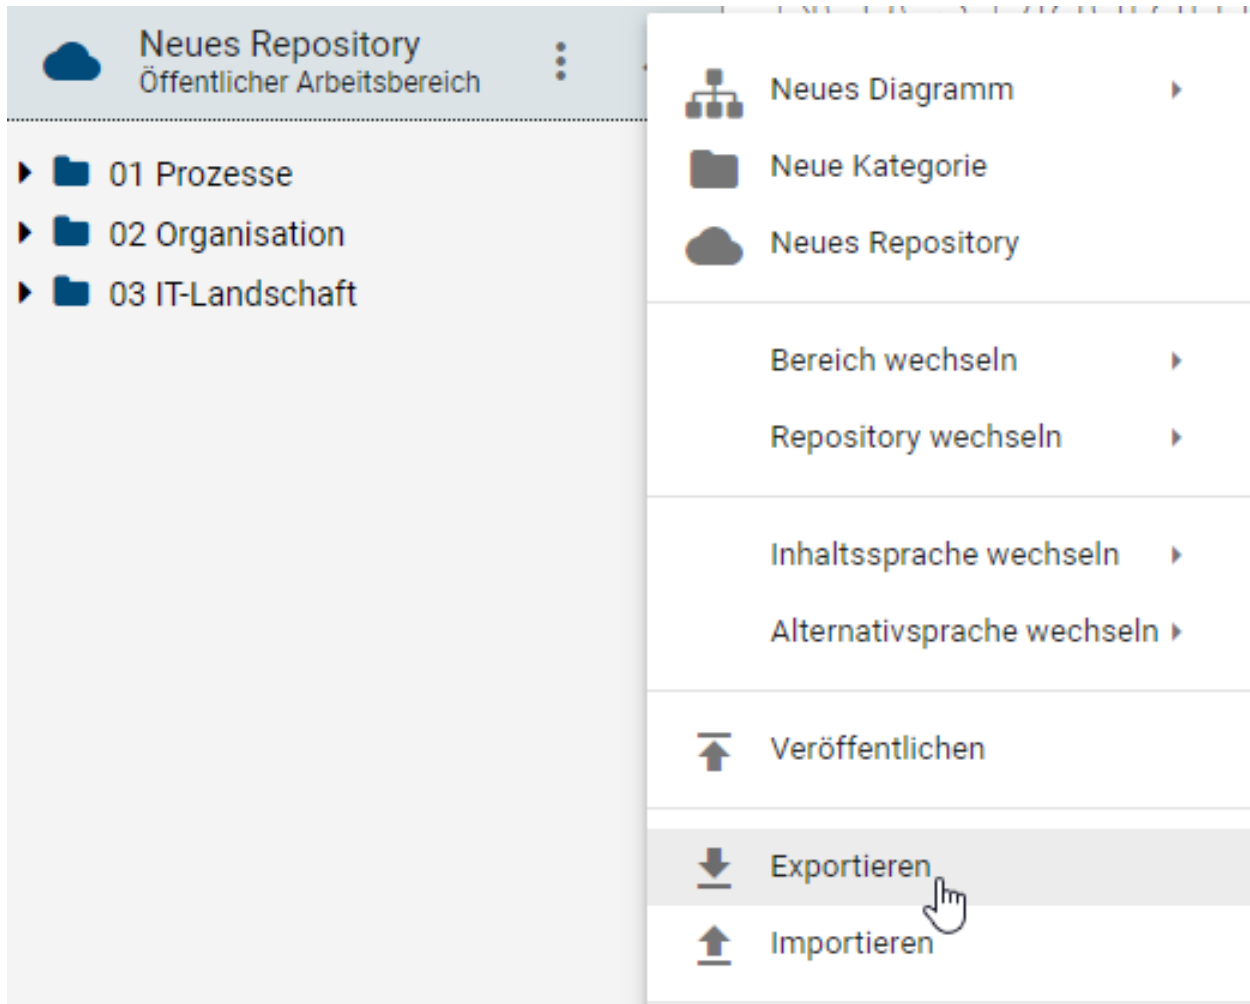 Neues Repository
Öffentlicher Arbeitsbereich
01 Prozesse
02 Organisation
03 IT-Landschaft
Neues Diagramm
Neue Kategorie
Neues Repository
Bereich wechseln
Repository wechseln
Inhaltssprache wechseln
Alternativsprache wechseln
Veröffentlichen
Exportieren
Importieren